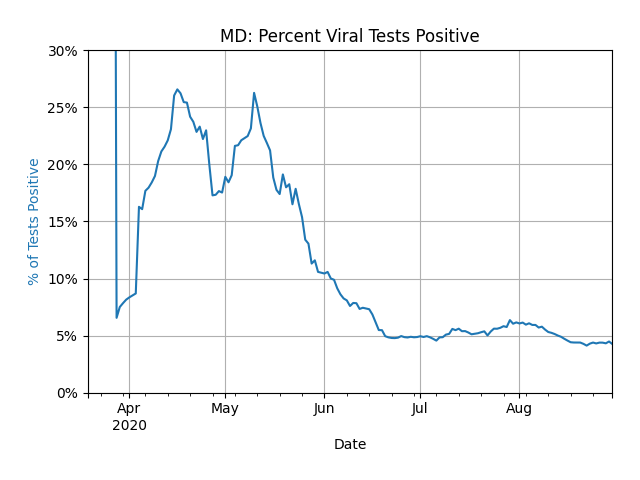 MD: Percent Viral Tests Positive
30%
25%
20%
15%
10%
5%
0%
% of Tests Positive
Apr
2020
May
Jun
Jul
Aug
Date